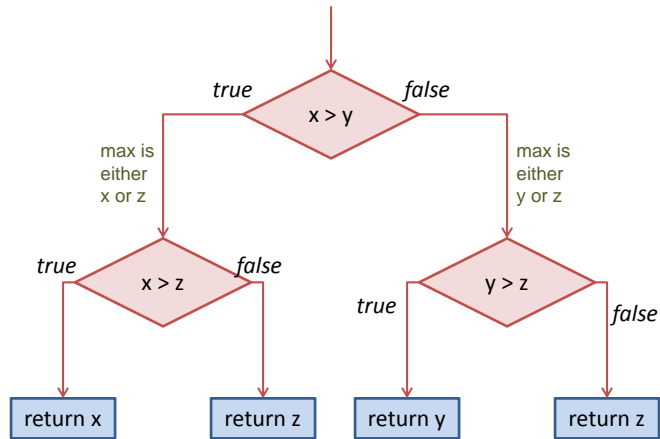 true
false
x > y
max is
either
x or z
max is
either
y or z
true
x > z
false
true
y > z
false
return x
return z
return y
return z